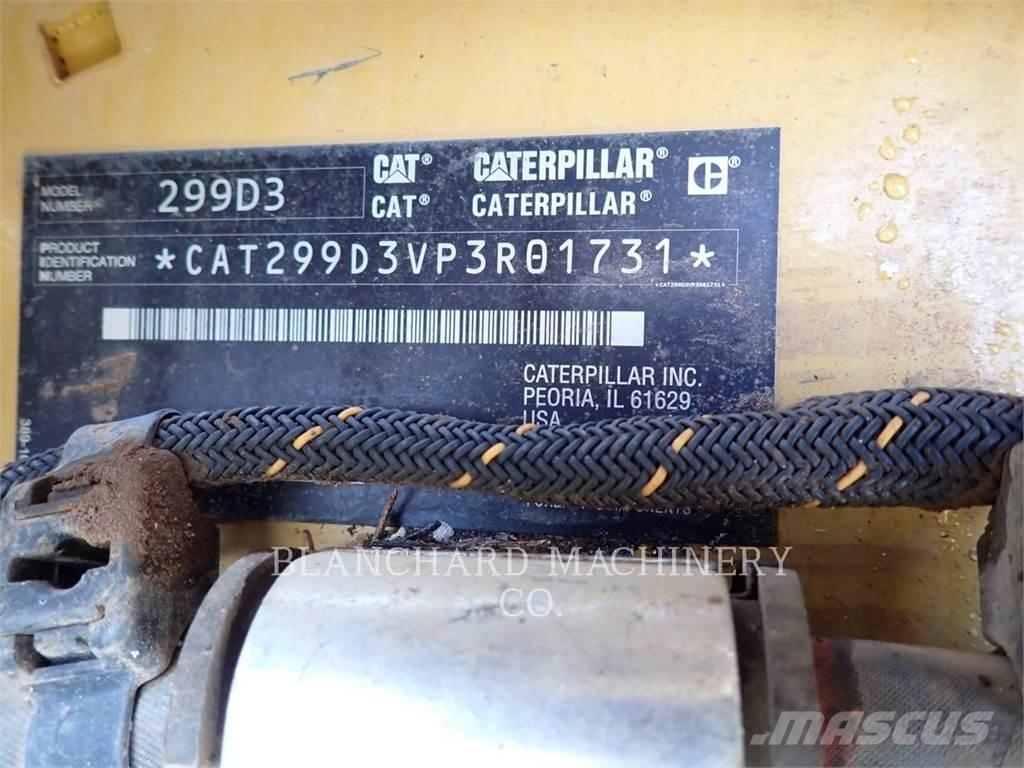 MODEL
NUMBER
299D3
CAT® CATERPILLAR®
CAT® CATERPILLAR®
PRODUCT
IDENTIFICATION
NUMBER
*CAT299D3VP3R01731*
*CAT299D3VP3R01731*
CATERPILLAR INC.
PEORIA, IL 61629
USA
BLANCHARD MACHINERY
CO.
MASCUS